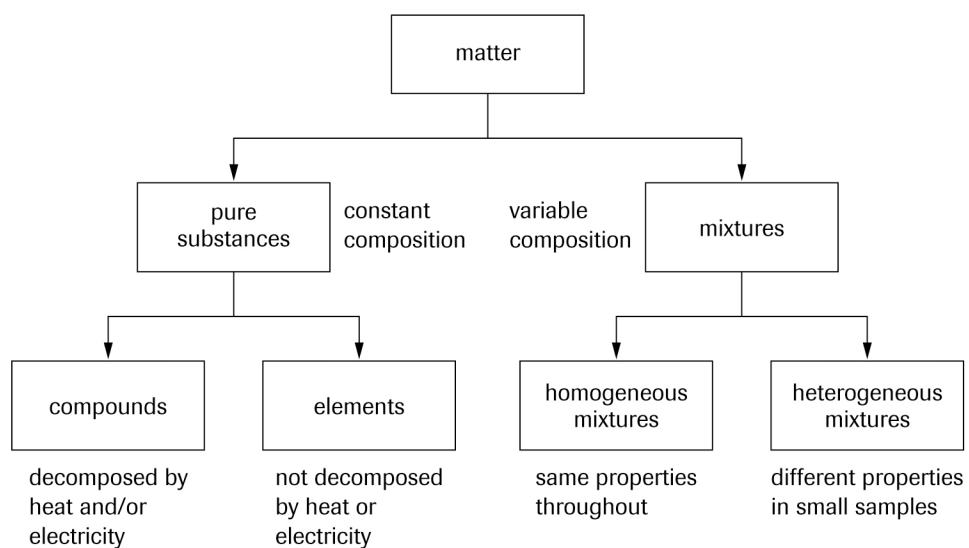 matter
pure
substances
constant
composition
variable
composition
mixtures
compounds
elements
homogeneous
mixtures
heterogeneous
mixtures
decomposed by
heat and/or
electricity
not decomposed
by heat or
electricity
same properties
throughout
different properties
in small samples